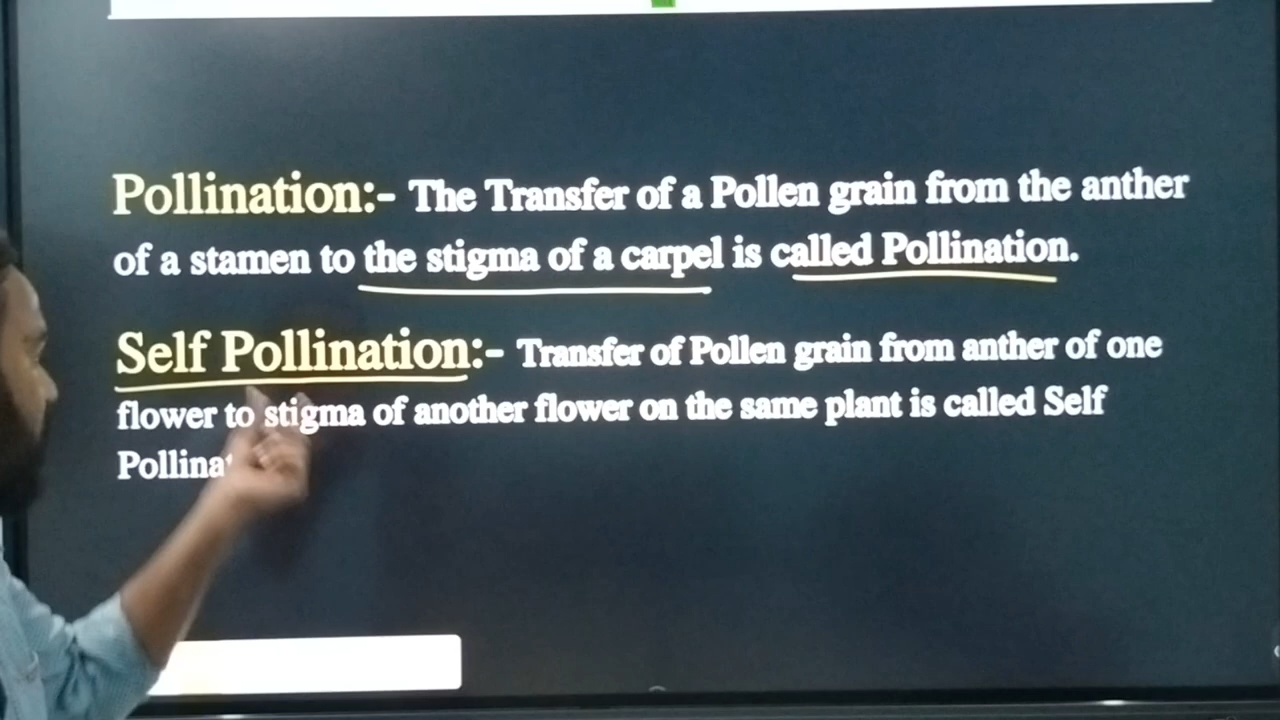 Pollination:- The Transfer of a Pollen grain from the anther
of a stamen to the stigma of a carpel is called Pollination.
Self Pollination:- Transfer of Pollen grain from anther of one
flower to stigma of another flower on the same plant is called Self